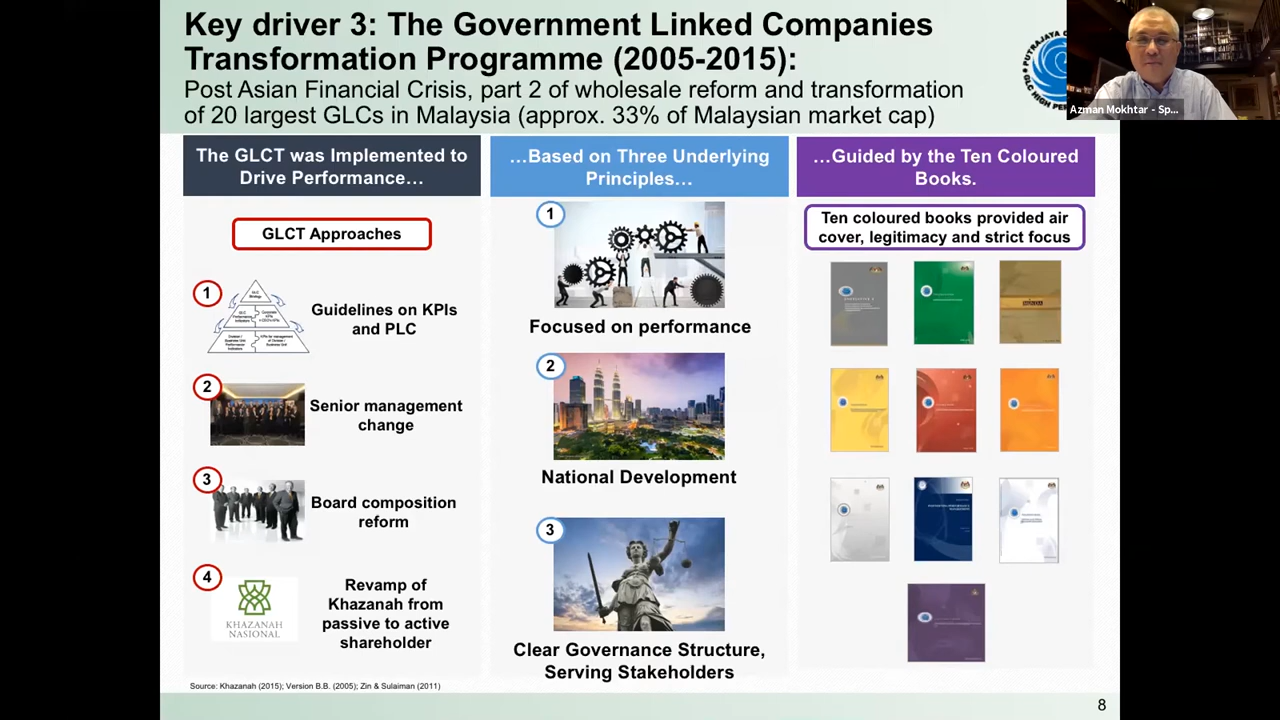 Key driver 3: The Government Linked Companies
Transformation Programme (2005-2015):
Post Asian Financial Crisis, part 2 of wholesale reform and transformation
of 20 largest GLCs in Malaysia (approx. 33% of Malaysian market cap)
Azman Mokhtar - Sp...
The GLCT was Implemented to
Drive Performance…
GLCT Approaches
1
Guidelines on KPIs
and PLC
2
Senior management
change
3
Board composition
reform
4
KHAZANAH
NASIONAL
Revamp of
Khazanah from
passive to active
shareholder
…Based on Three Underlying
Principles…
1
Focused on performance
2
National Development
3
Clear Governance Structure,
Serving Stakeholders
…Guided by the Ten Coloured
Books.
Ten coloured books provided air
cover, legitimacy and strict focus
Source: Khazanah (2015); Version B.B. (2005); Zin & Sulaiman (2011)
8